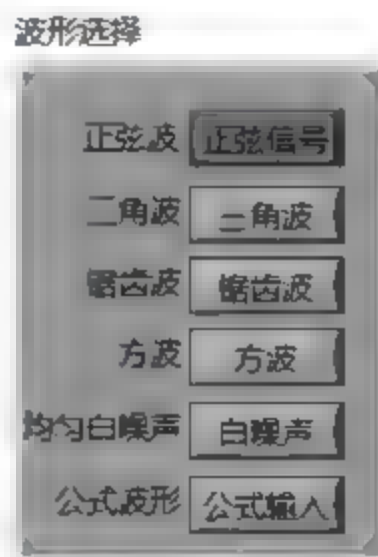 波形选择
正弦波 正弦信号
三角波 三角波
锯齿波 锯齿波
方波 方波
均匀白噪声 白噪声
公式波形 公式输入